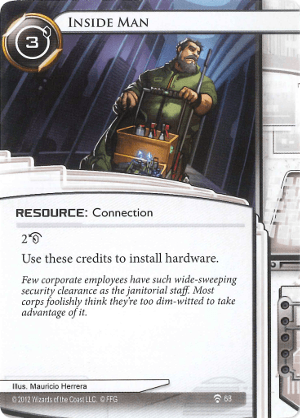 INSIDE MAN
3
RESOURCE: Connection
2
Use these credits to install hardware.
Few corporate employees have such wide-sweeping
security clearance as the janitorial staff. Most
corps foolishly think they're too dim-witted to take
advantage of it.
Illus. Mauricio Herrera
© 2012 Wizards of the Coast LLC. © FFG
68